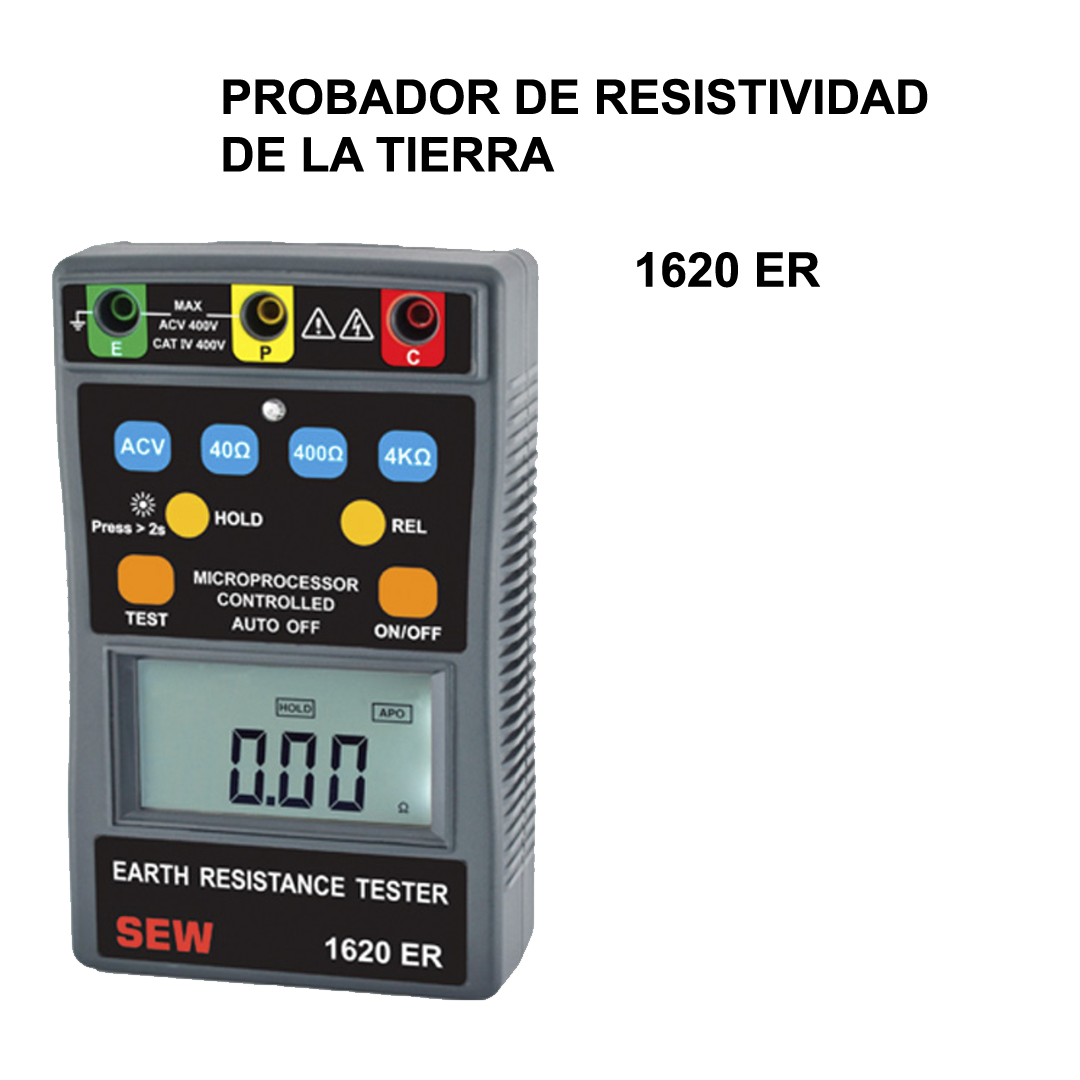 PROBADOR DE RESISTIVIDAD
DE LA TIERRA
1620 ER
MAX
ACV 400V
CAT IV 400V
E
P
C
ACV
40Ω
400Ω
4KΩ
Press > 2s
HOLD
REL
MICROPROCESSOR
CONTROLLED
AUTO OFF
TEST
ON/OFF
HOLD
APO
0.00
Ω
EARTH RESISTANCE TESTER
SEW
1620 ER